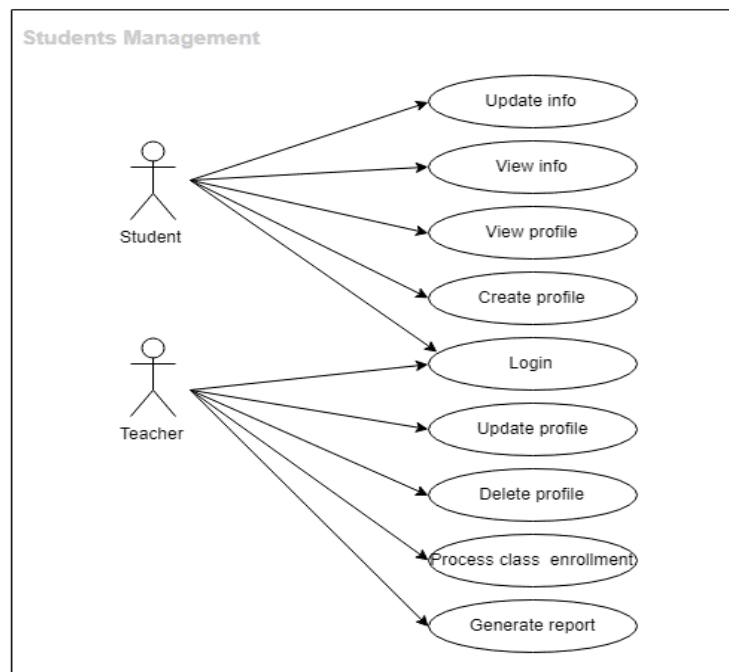 Students Management
Update info
View info
View profile
Student
Create profile
Login
Teacher
Update profile
Delete profile
Process class  enrollment
Generate report